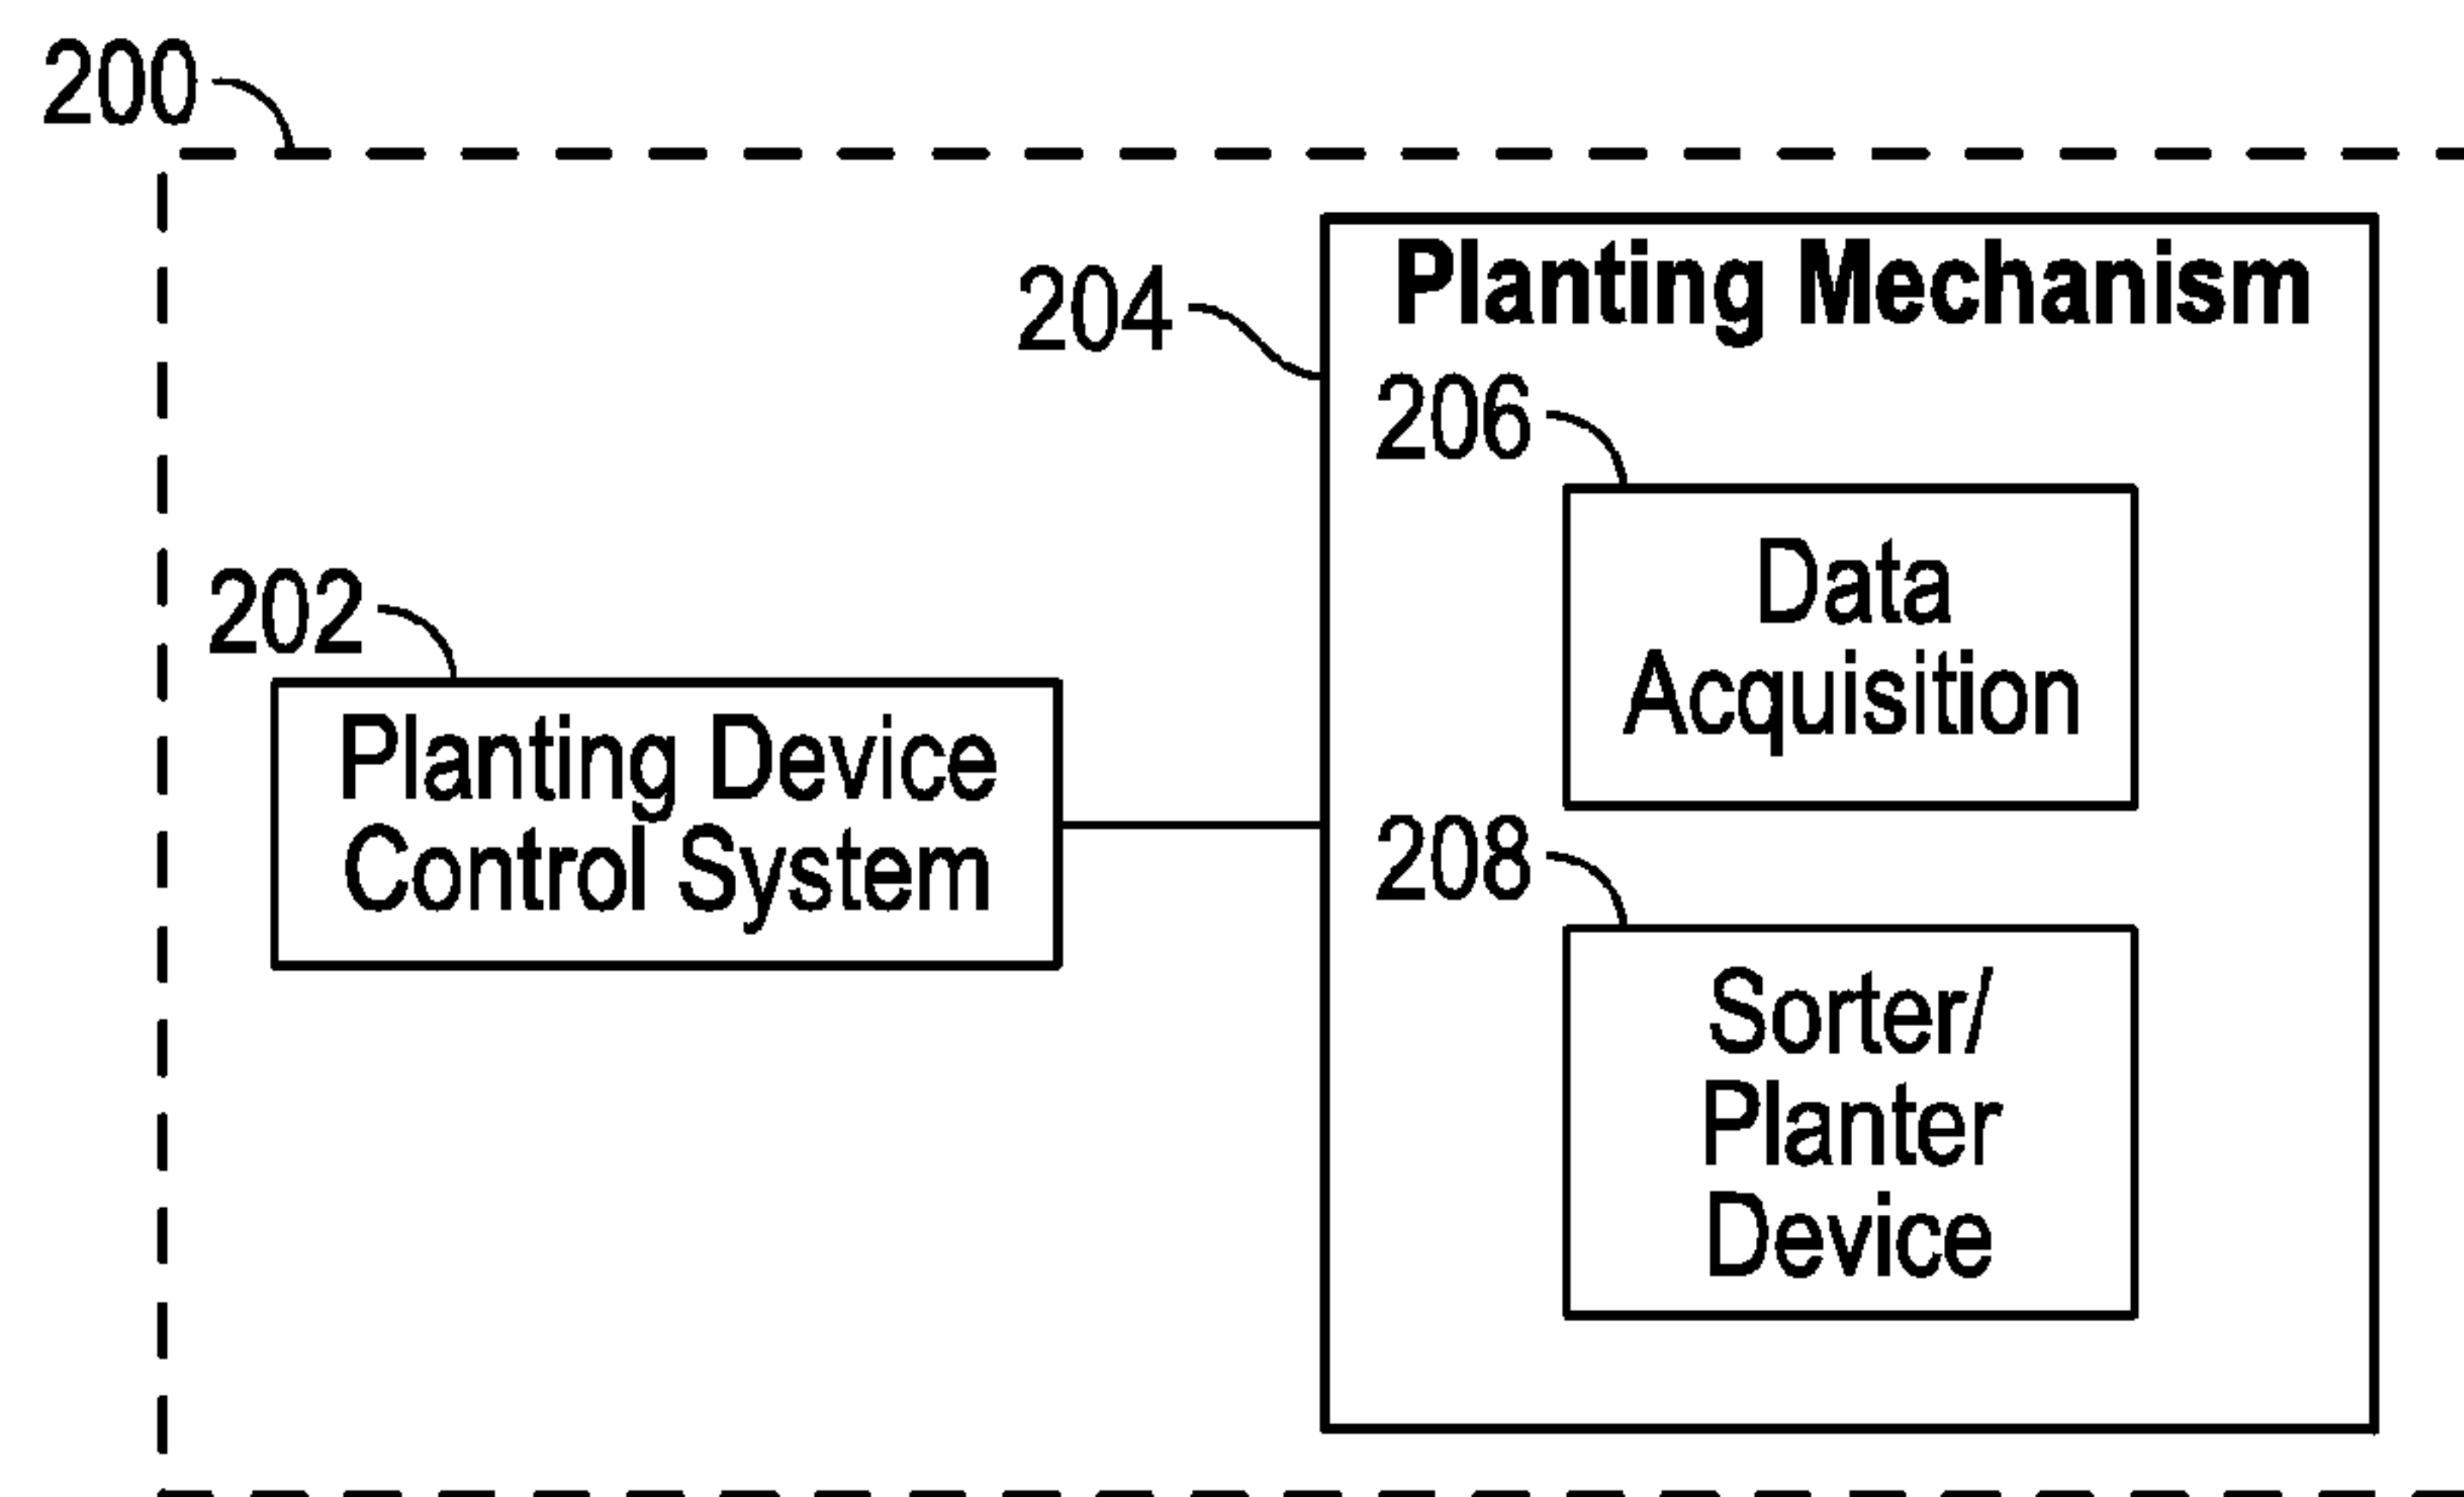 200
204
Planting Mechanism
206
Data
Acquisition
202
Planting Device
Control System
208
Sorter/
Planter
Device